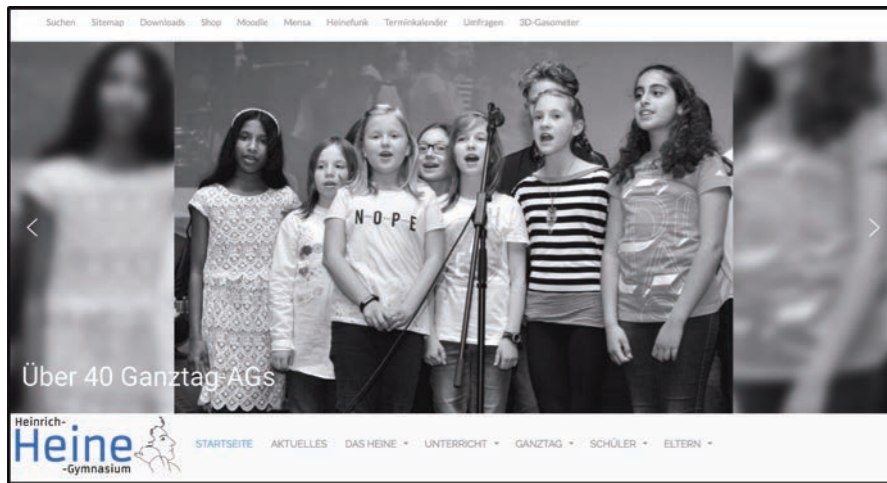 Suchen Sitemap Downloads Shop Moodle Mensa Heinefunk Terminkalender Umfragen 3D-Gasometer
NOPE
Über 40 Ganztag-AGs
Heinrich-
Heine
-Gymnasium
STARTSEITE AKTUELLES DAS HEINE UNTERRICHT GANZTAG SCHÜLER ELTERN